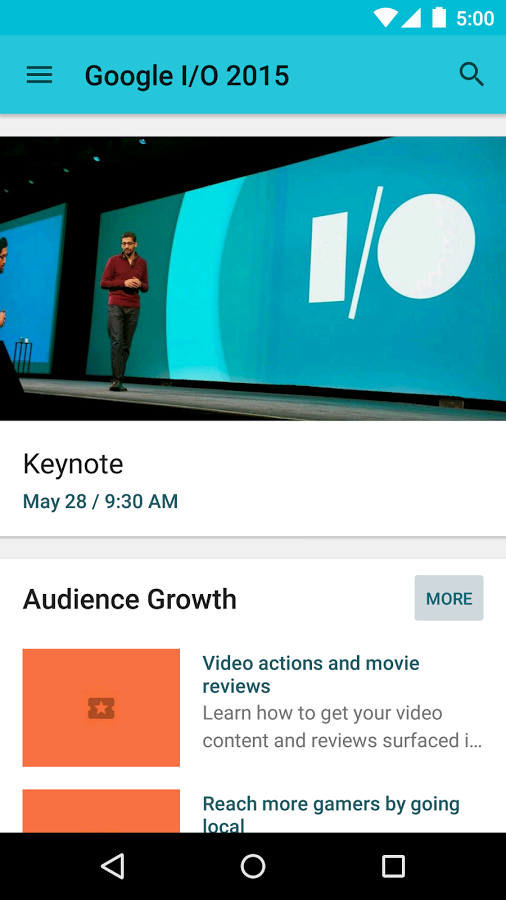 5:00
Google I/O 2015
I/O
Keynote
May 28 / 9:30 AM
Audience Growth
MORE
Video actions and movie
reviews
Learn how to get your video
content and reviews surfaced i...
Reach more gamers by going
local